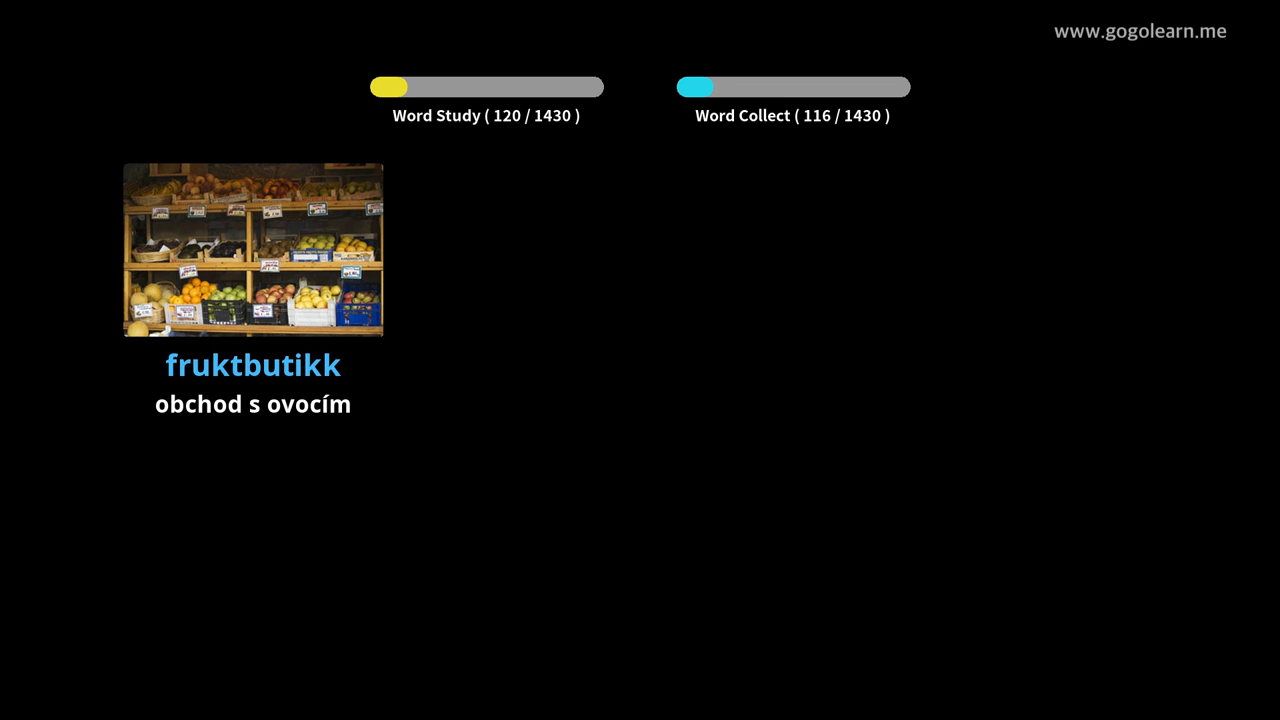 www.gogolearn.me
Word Study ( 120 / 1430 )
Word Collect ( 116 / 1430 )
fruktbutikk
obchod s ovocím